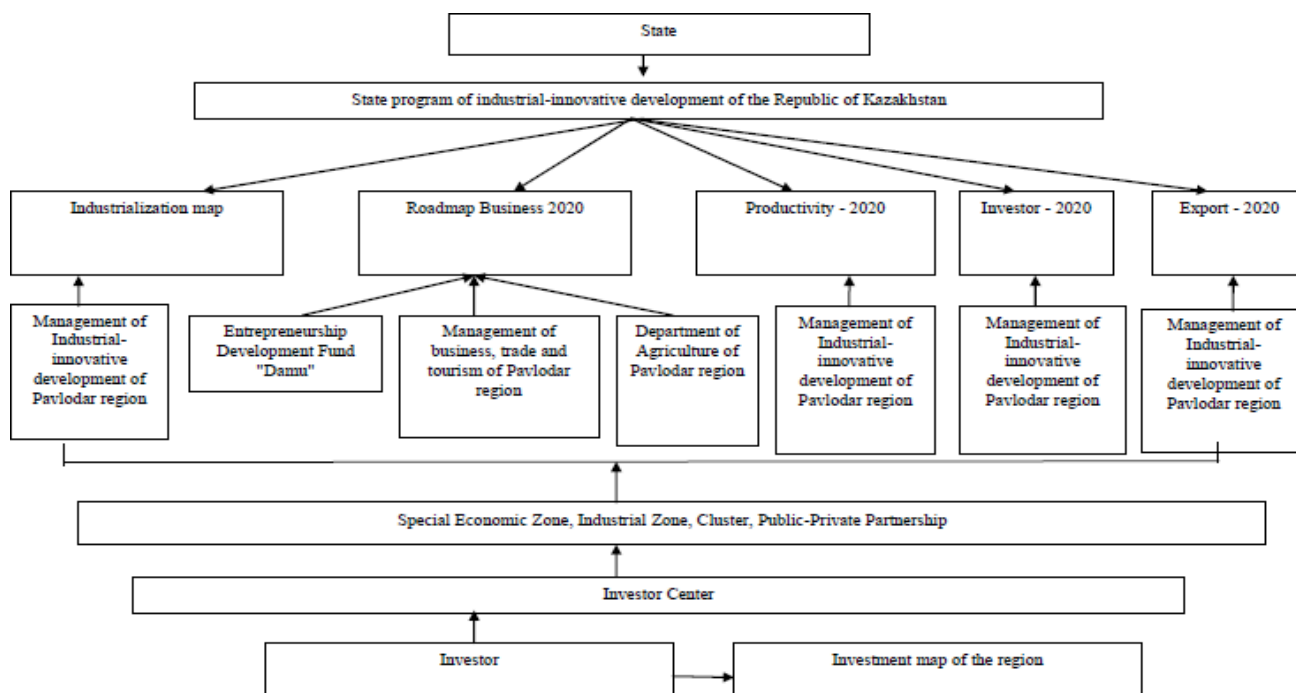 State
State program of industrial-innovative development of the Republic of Kazakhstan
Industrialization map
Roadmap Business 2020
Productivity - 2020
Investor - 2020
Export - 2020
Management of
Industrial-
innovative
development of
Pavlodar region
Entrepreneurship
Development Fund
"Damu"
Management of
business, trade and
tourism of Pavlodar
region
Department of
Agriculture of
Pavlodar region
Management of
Industrial-
innovative
development of
Pavlodar region
Management of
Industrial-
innovative
development of
Pavlodar region
Management of
Industrial-
innovative
development of
Pavlodar region
Special Economic Zone, Industrial Zone, Cluster, Public-Private Partnership
Investor Center
Investor
Investment map of the region